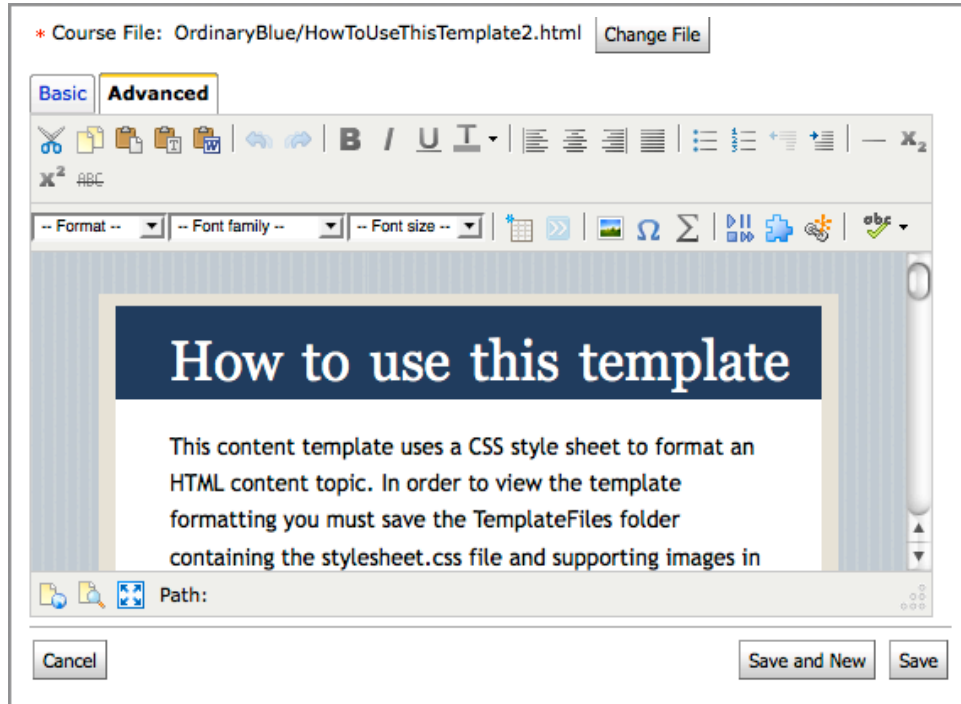 * Course File: OrdinaryBlue/HowToUseThisTemplate2.html Change File
Basic Advanced
T W B I U T X2
X2 ABC
-- Format -- -- Font family -- -- Font size -- Ω Σ abc
How to use this template
This content template uses a CSS style sheet to format an
HTML content topic. In order to view the template
formatting you must save the TemplateFiles folder
containing the stylesheet.css file and supporting images in
Path:
Cancel Save and New Save